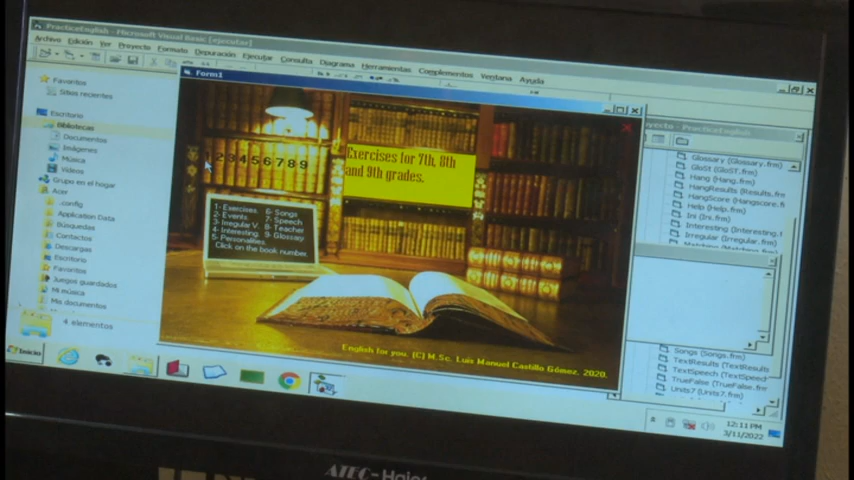 PracticeEnglish - Microsoft Visual Basic [ejecutar]
Archivo Edición Ver Proyecto Formato Depuración Ejecutar Consulta Diagrama Herramientas Complementos Ventana Ayuda
Form1
Favoritos
Sitios recientes
Escritorio
Bibliotecas
Documentos
Imágenes
Música
Videos
Grupo en el hogar
Acer
.config
Application Data
Búsquedas
Contactos
Descargas
Escritorio
Favoritos
Juegos guardados
Mi música
Mis documentos
4 elementos
123456789
Exercises for 7th, 8th
and 9th grades.
1- Exercises. 6- Songs
2- Events. 7- Speech
3- Irregular V. 8- Teacher
4- Interesting. 9- Glossary
5- Personalities.
Click on the book number.
English for you. (C) M.Sc. Luis Manuel Castillo Gómez. 2020.
- PracticeEnglish
Glossary (Glossary.frm)
GloSt (GloST.frm)
Hang (Hang.frm)
HangResults (Results.frm)
HangScore (Hangscore.f
Help (Help.frm)
Ini (Ini.frm)
Interesting (Interesting.f
Irregular (Irregular.frm)
Songs (Songs.frm)
TextResults (TextResults
TextSpeech (TextSpeech
TrueFalse (TrueFalse.frm
Units7 (Units7.frm)
Inicio
12:11 PM
3/11/2022
ATEC-Haier